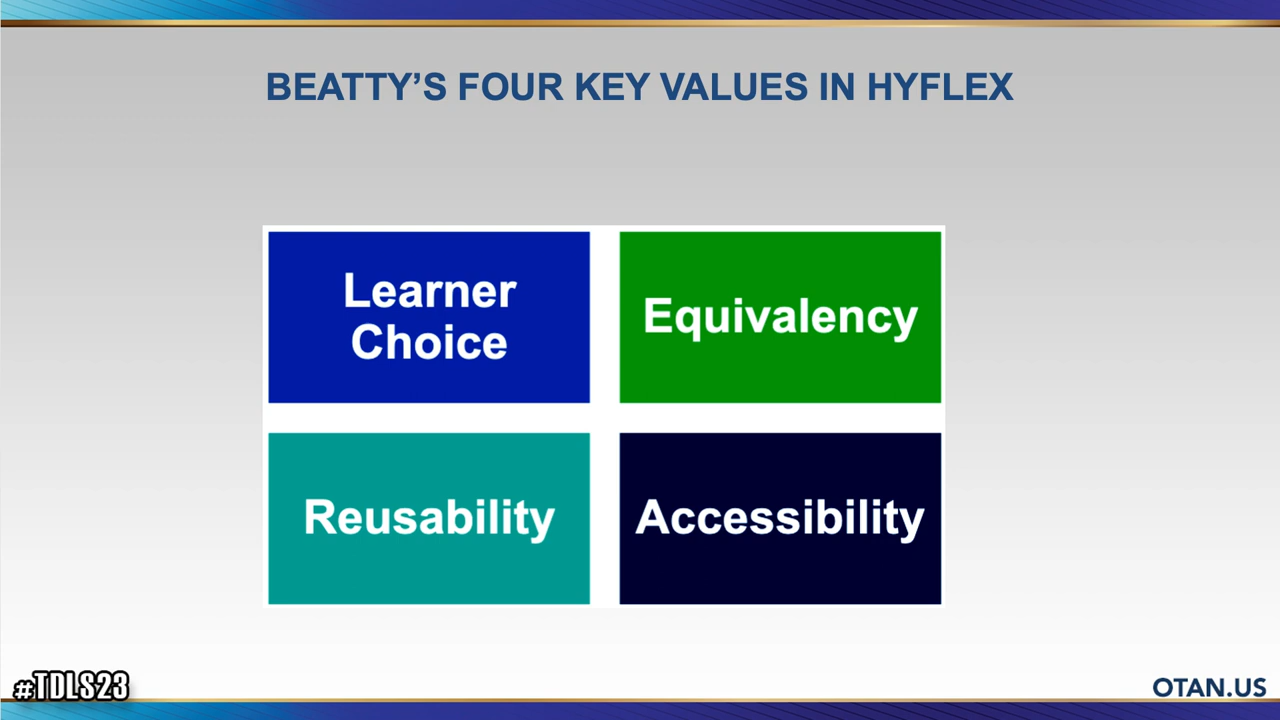 BEATTY’S FOUR KEY VALUES IN HYFLEX
Learner
Choice
Equivalency
Reusability
Accessibility
#TDLS23
OTAN.US